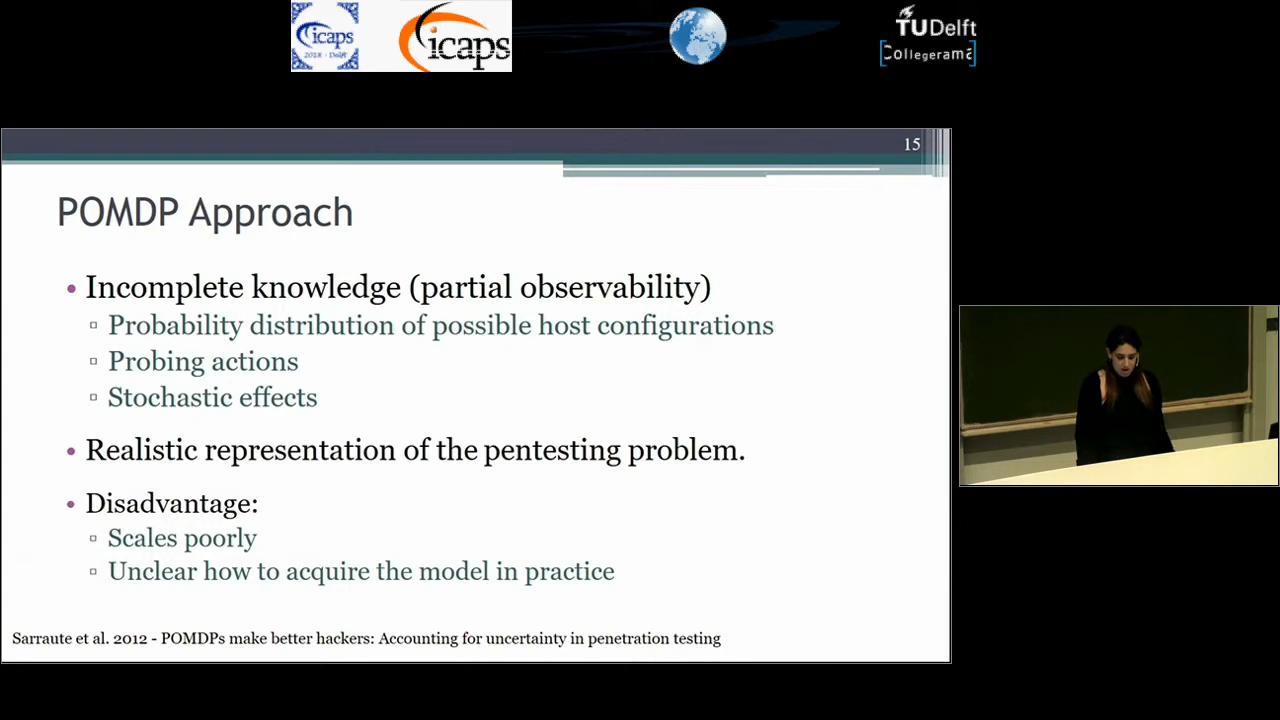 icaps
2018 - Delft
icaps
TUDelft
Collegerama
15
POMDP Approach
• Incomplete knowledge (partial observability)
▫ Probability distribution of possible host configurations
▫ Probing actions
▫ Stochastic effects
• Realistic representation of the pentesting problem.
• Disadvantage:
▫ Scales poorly
▫ Unclear how to acquire the model in practice
Sarraute et al. 2012 - POMDPs make better hackers: Accounting for uncertainty in penetration testing